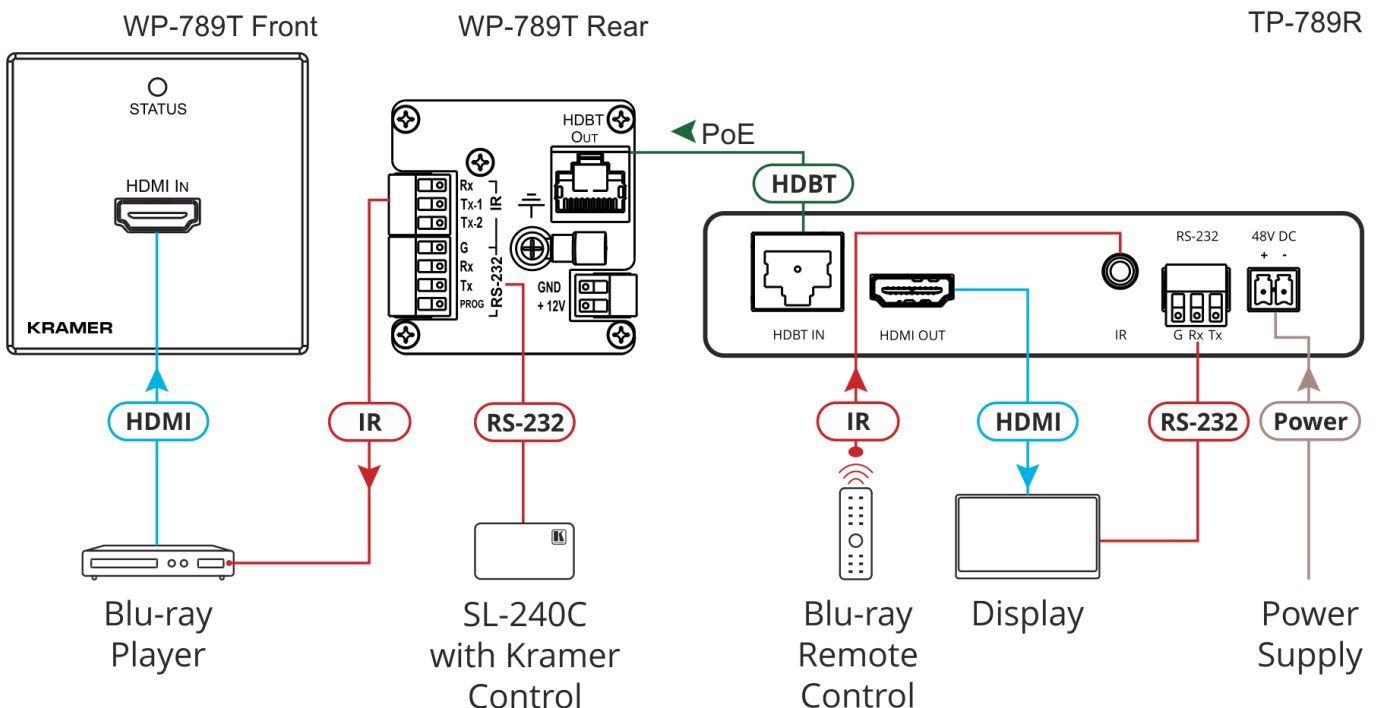 WP-789T Front
WP-789T Rear
TP-789R
STATUS
HDMI IN
KRAMER
HDBT
OUT
Rx
Tx-1
Tx-2
IR
G
Rx
Tx
PROG
RS-232
GND
+ 12V
PoE
HDBT
RS-232
48V DC
+ -
HDBT IN
HDMI OUT
IR
G Rx Tx
HDMI
IR
RS-232
IR
HDMI
RS-232
Power
K
Blu-ray
Player
SL-240C
with Kramer
Control
Blu-ray
Remote
Control
Display
Power
Supply